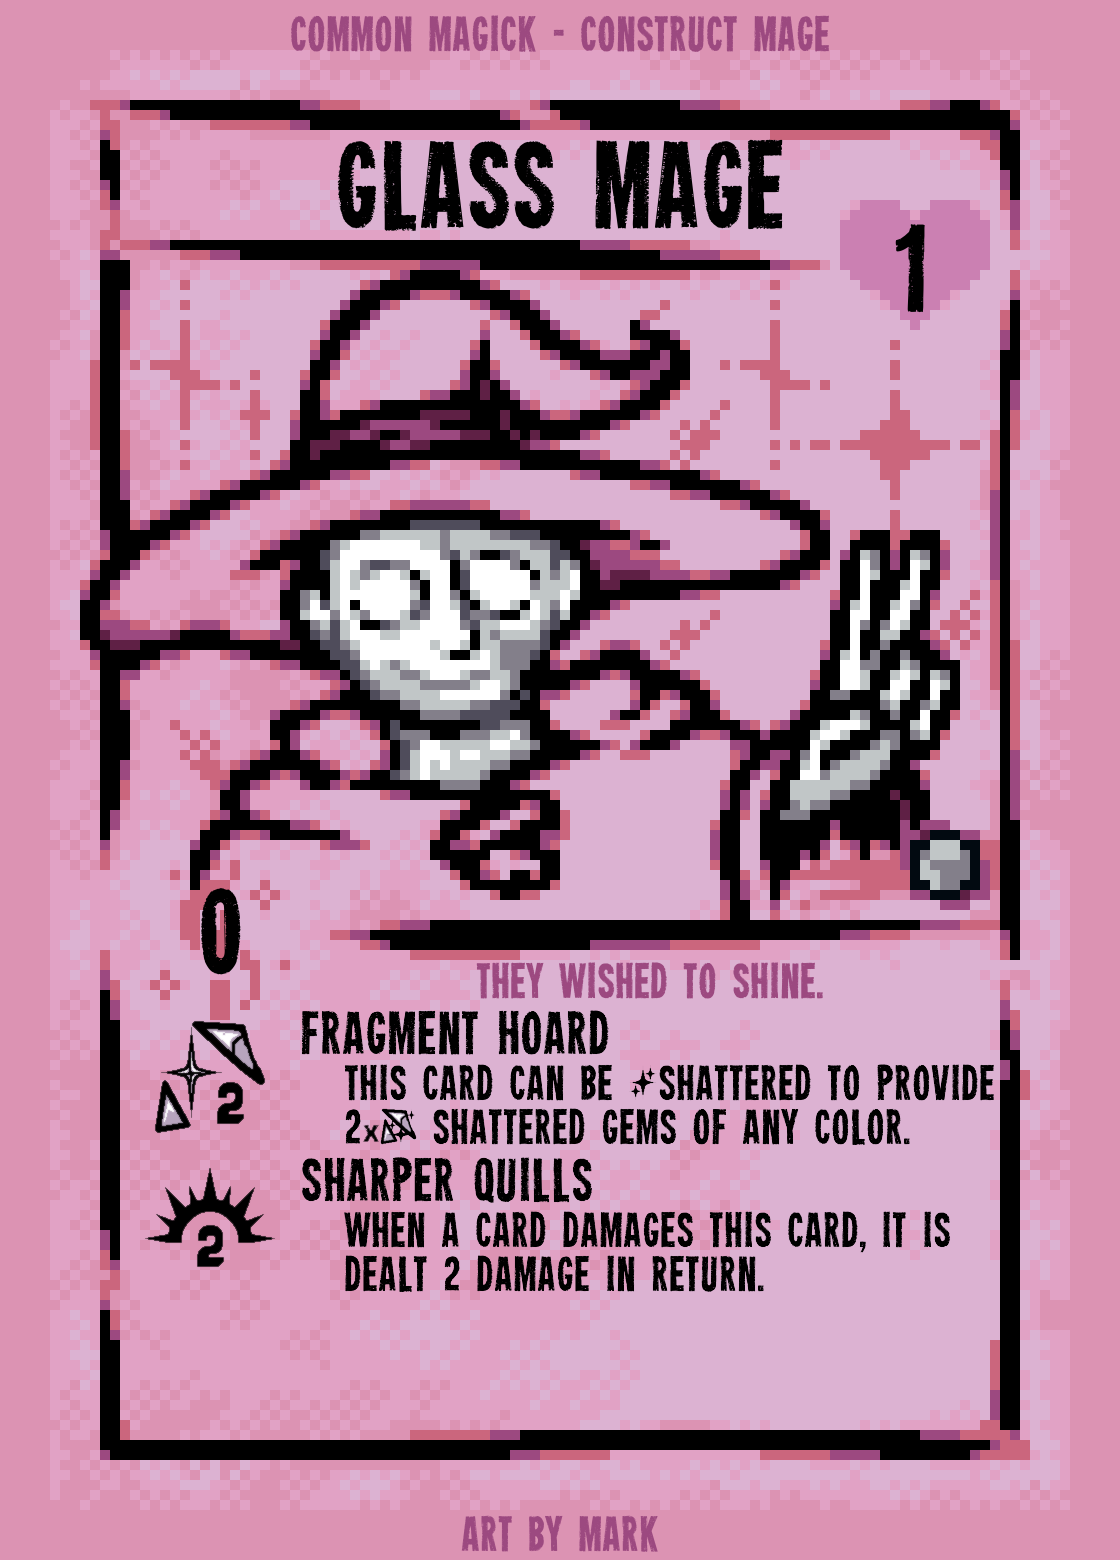 COMMON MAGICK - CONSTRUCT MAGE
GLASS MAGE
1
0
THEY WISHED TO SHINE.
FRAGMENT HOARD
THIS CARD CAN BE SHATTERED TO PROVIDE
2
2x SHATTERED GEMS OF ANY COLOR.
SHARPER QUILLS
WHEN A CARD DAMAGES THIS CARD, IT IS
2
DEALT 2 DAMAGE IN RETURN.
ART BY MARK